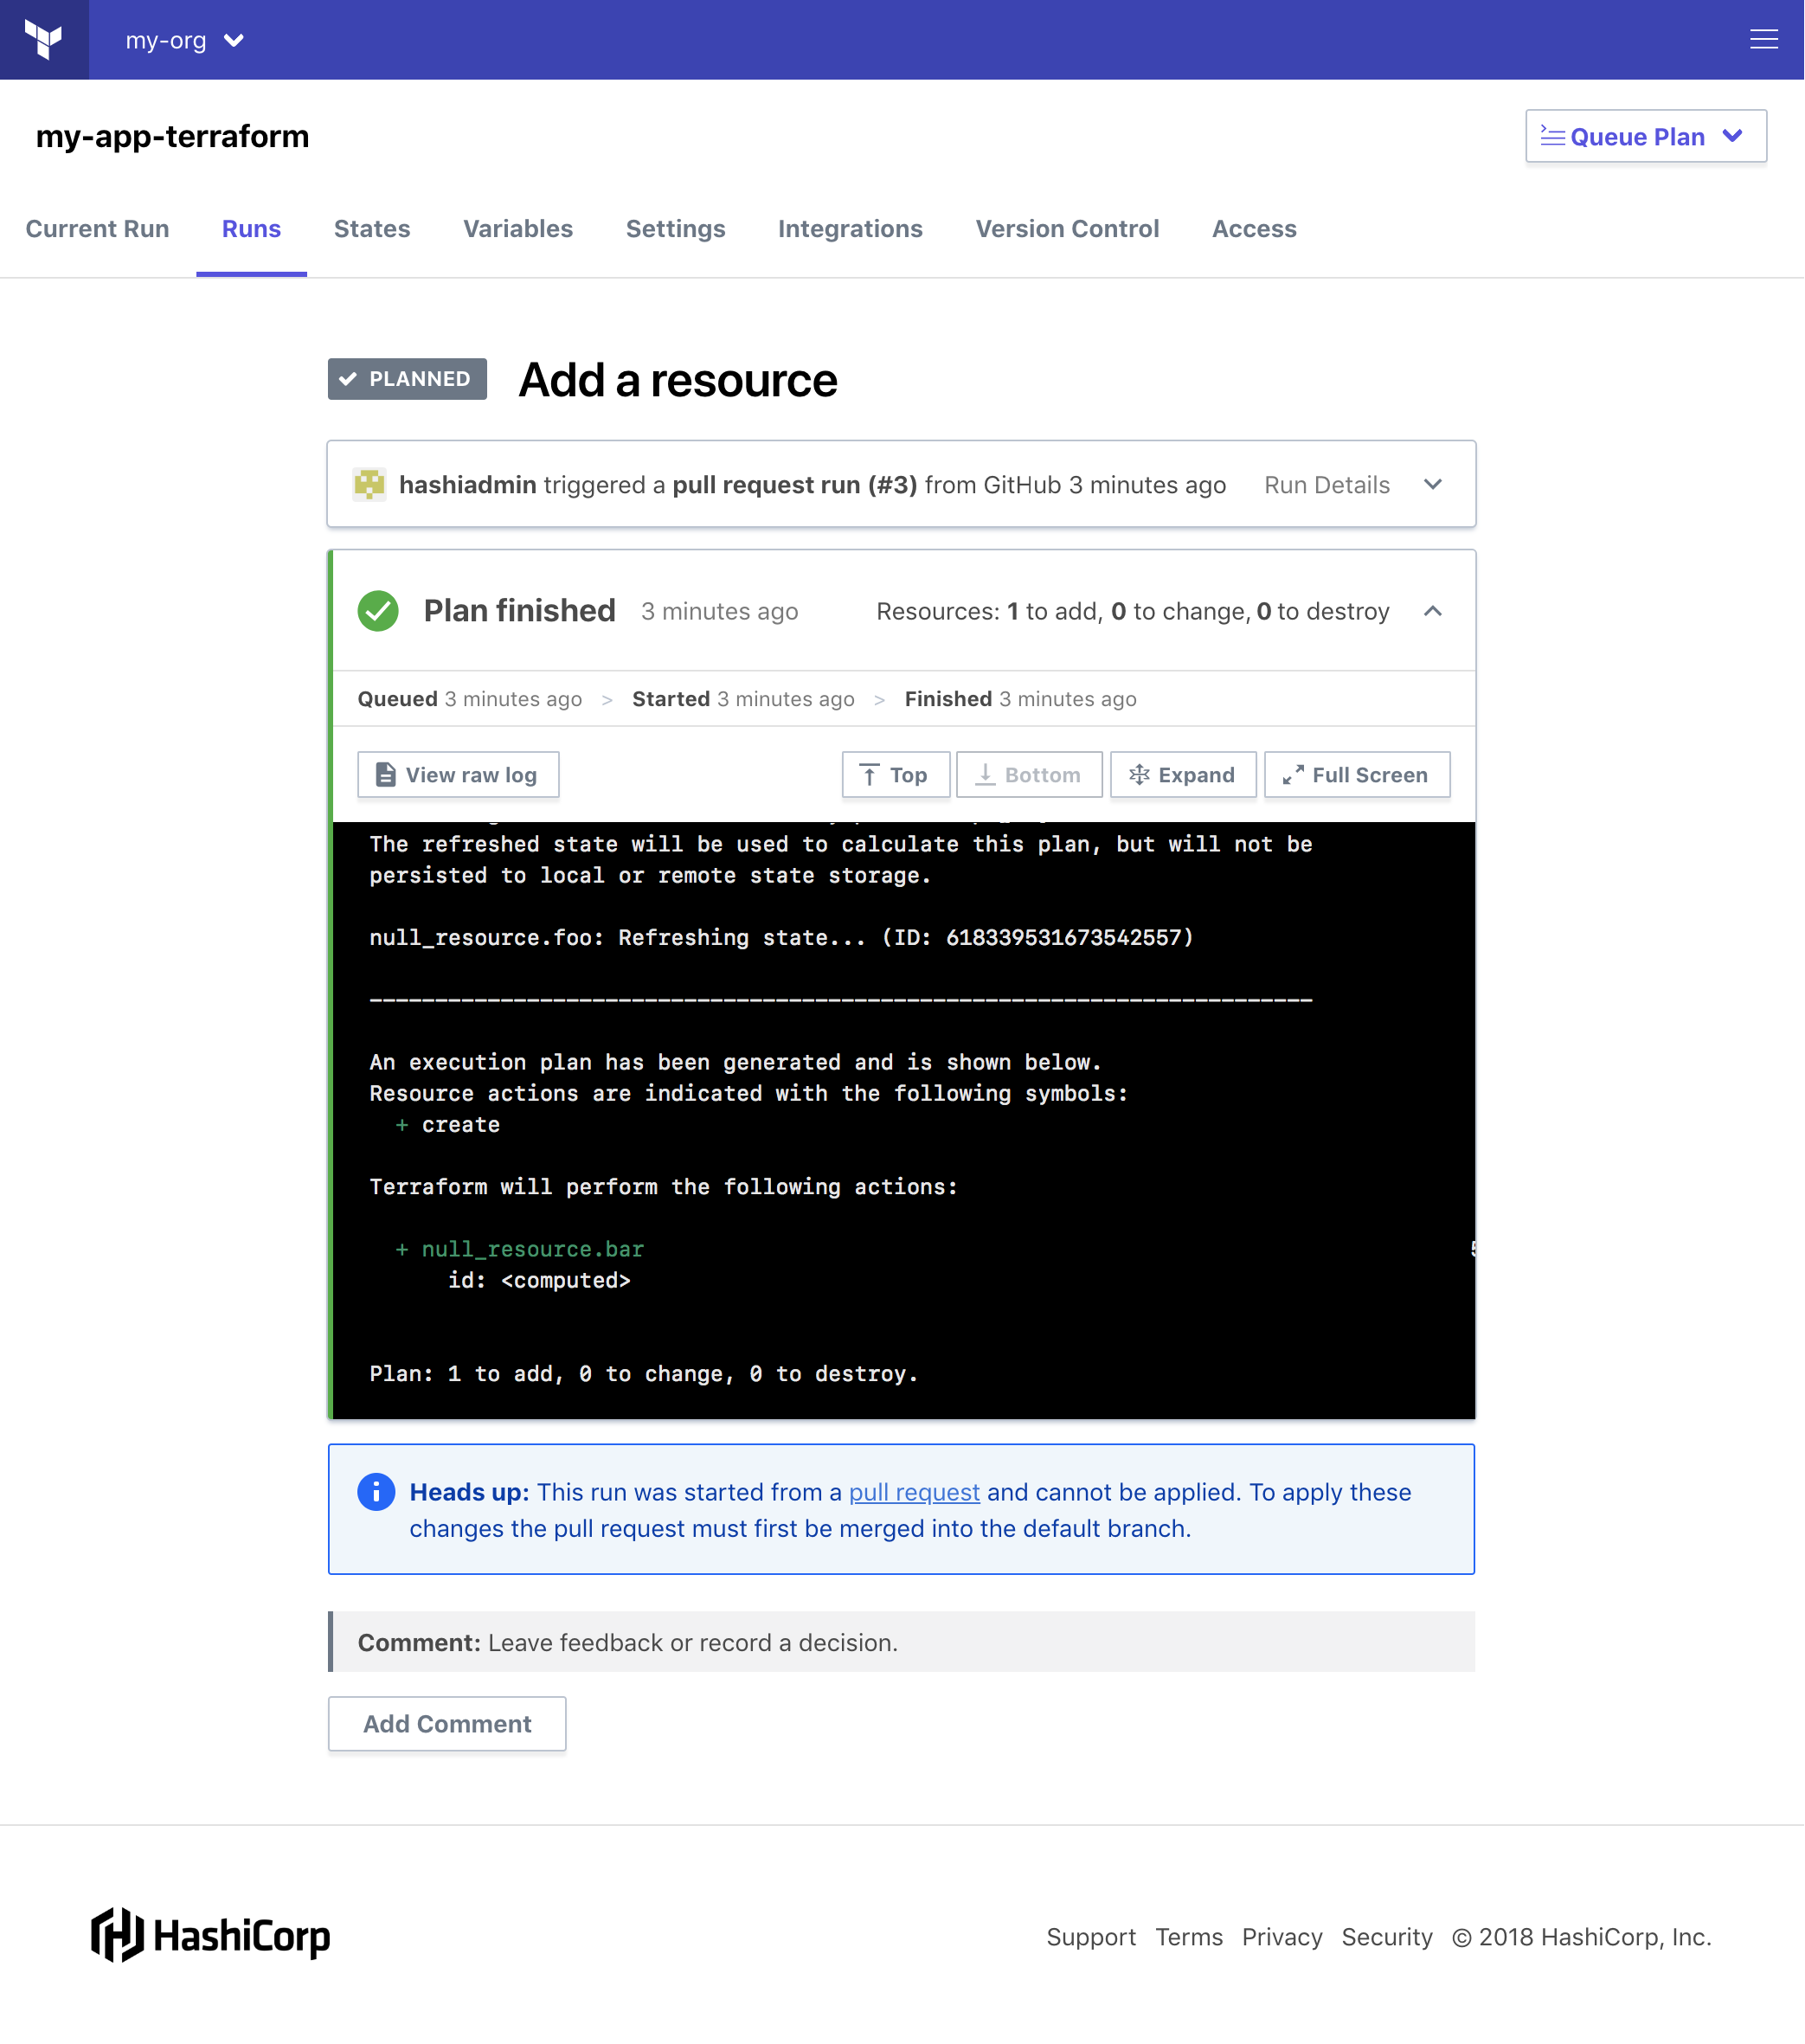 my-org
my-app-terraform
Queue Plan
Current Run Runs States Variables Settings Integrations Version Control Access
PLANNED Add a resource
hashiadmin triggered a pull request run (#3) from GitHub 3 minutes ago Run Details
Plan finished 3 minutes ago Resources: 1 to add, 0 to change, 0 to destroy
Queued 3 minutes ago > Started 3 minutes ago > Finished 3 minutes ago
View raw log Top Bottom Expand Full Screen
The refreshed state will be used to calculate this plan, but will not be
persisted to local or remote state storage.
null_resource.foo: Refreshing state... (ID: 618339531673542557)
------------------------------------------------------------------------
An execution plan has been generated and is shown below.
Resource actions are indicated with the following symbols:
+ create
Terraform will perform the following actions:
+ null_resource.bar
id: <computed>
Plan: 1 to add, 0 to change, 0 to destroy.
Heads up: This run was started from a pull request and cannot be applied. To apply these
changes the pull request must first be merged into the default branch.
Comment: Leave feedback or record a decision.
Add Comment
HashiCorp
Support Terms Privacy Security © 2018 HashiCorp, Inc.